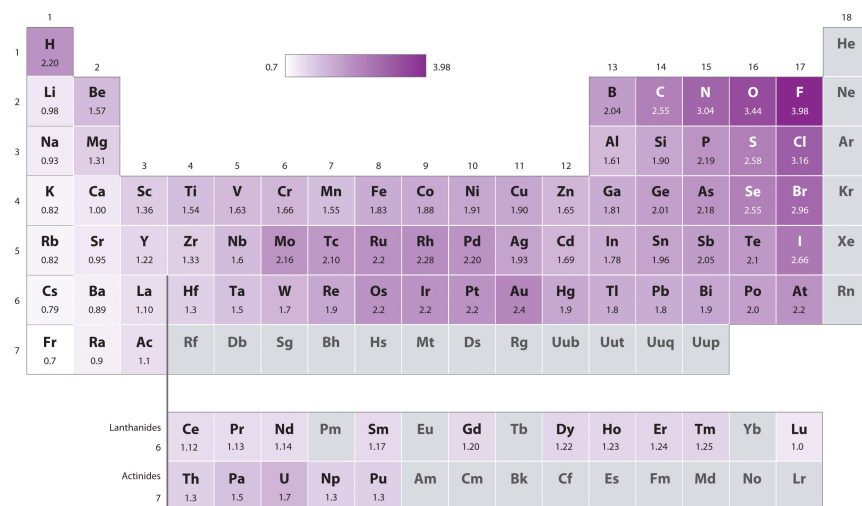 1 18
1 H He
2.20
2 0.7 3.98 13 14 15 16 17
2 Li Be B C N O F Ne
0.98 1.57 2.04 2.55 3.04 3.44 3.98
3 Na Mg Al Si P S Cl Ar
0.93 1.31 3 4 5 6 7 8 9 10 11 12 1.61 1.90 2.19 2.58 3.16
4 K Ca Sc Ti V Cr Mn Fe Co Ni Cu Zn Ga Ge As Se Br Kr
0.82 1.00 1.36 1.54 1.63 1.66 1.55 1.83 1.88 1.91 1.90 1.65 1.81 2.01 2.18 2.55 2.96
5 Rb Sr Y Zr Nb Mo Tc Ru Rh Pd Ag Cd In Sn Sb Te I Xe
0.82 0.95 1.22 1.33 1.6 2.16 2.10 2.2 2.28 2.20 1.93 1.69 1.78 1.96 2.05 2.1 2.66
6 Cs Ba La Hf Ta W Re Os Ir Pt Au Hg Tl Pb Bi Po At Rn
0.79 0.89 1.10 1.3 1.5 1.7 1.9 2.2 2.2 2.2 2.4 1.9 1.8 1.8 1.9 2.0 2.2
7 Fr Ra Ac Rf Db Sg Bh Hs Mt Ds Rg Uub Uut Uuq Uup
0.7 0.9 1.1
Lanthanides Ce Pr Nd Pm Sm Eu Gd Tb Dy Ho Er Tm Yb Lu
6 1.12 1.13 1.14 1.17 1.20 1.22 1.23 1.24 1.25 1.0
Actinides Th Pa U Np Pu Am Cm Bk Cf Es Fm Md No Lr
7 1.3 1.5 1.7 1.3 1.3